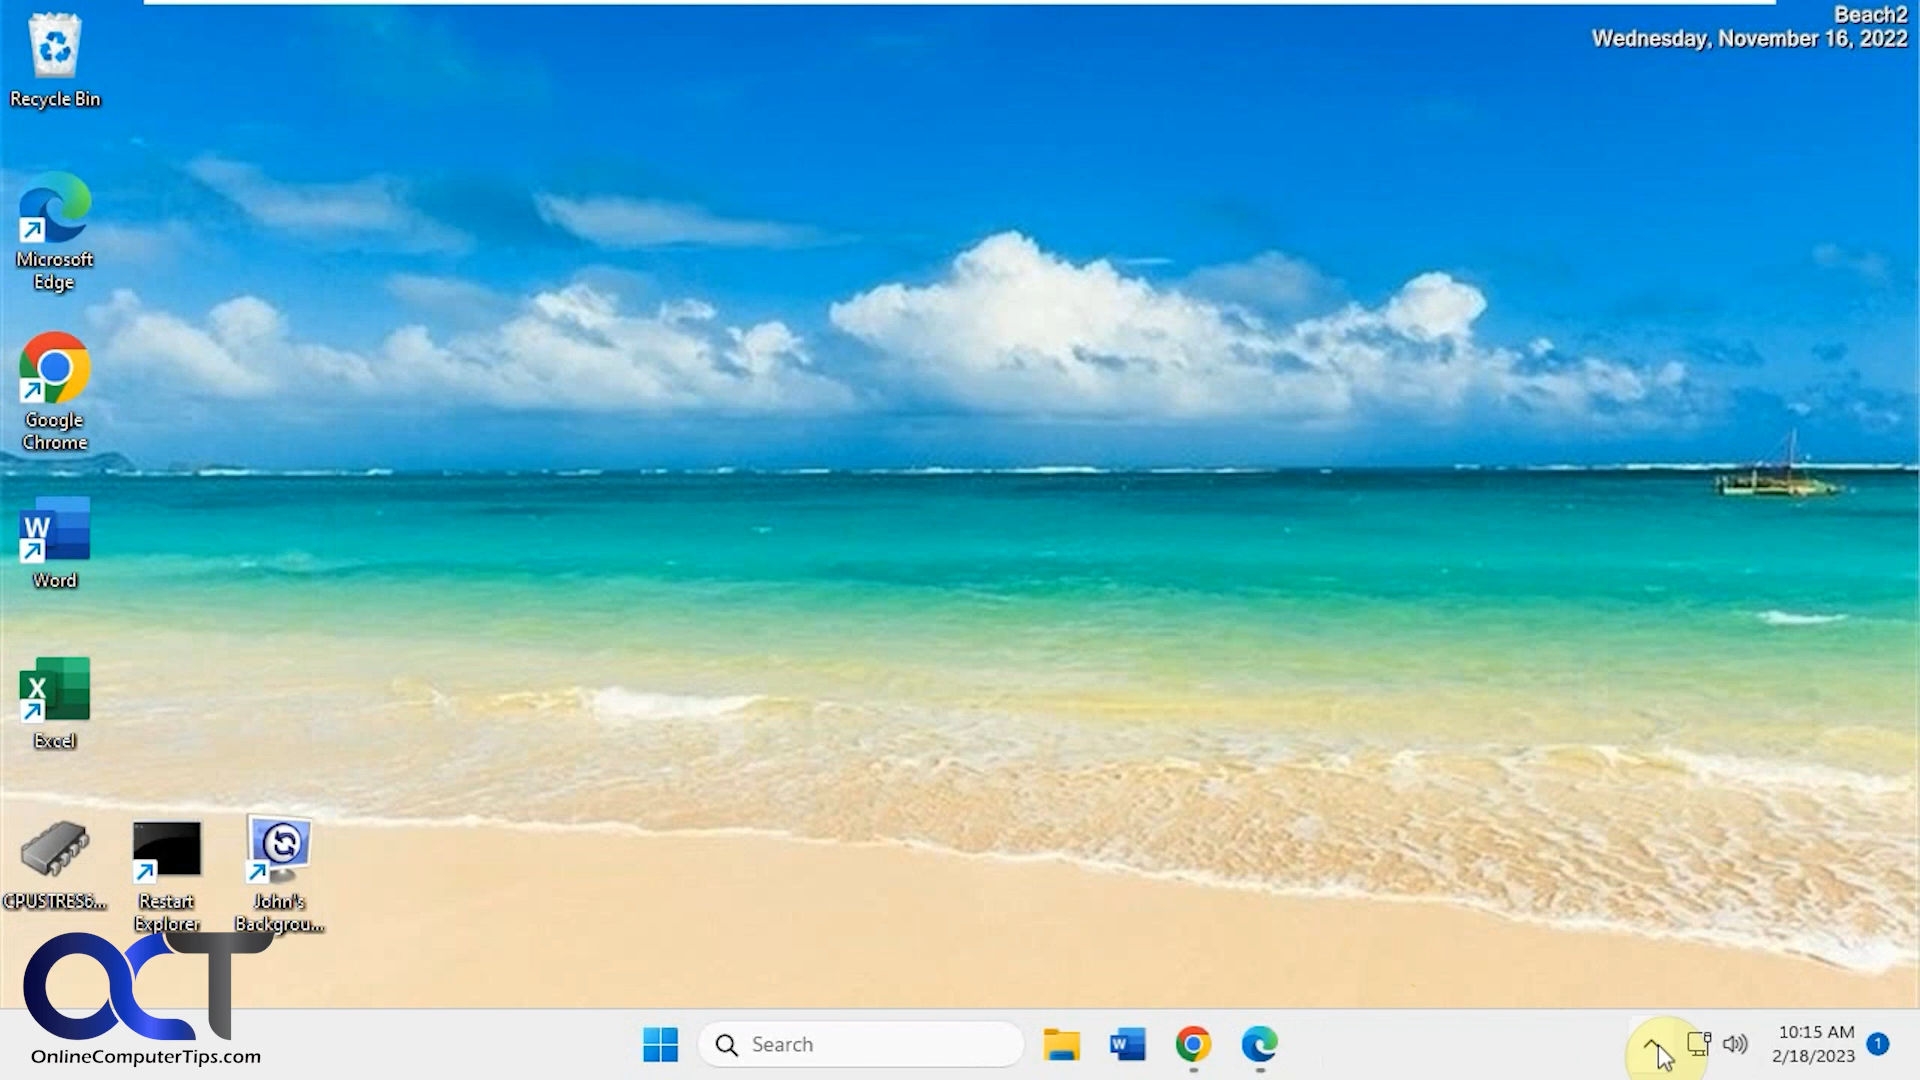 Beach2
Wednesday, November 16, 2022
Recycle Bin
Microsoft
Edge
Google
Chrome
W
Word
X
Excel
CPUSTRES6...
Restart
Explorer
John's
Backgrou...
OCT
OnlineComputerTips.com
Search
W
10:15 AM
2/18/2023
1